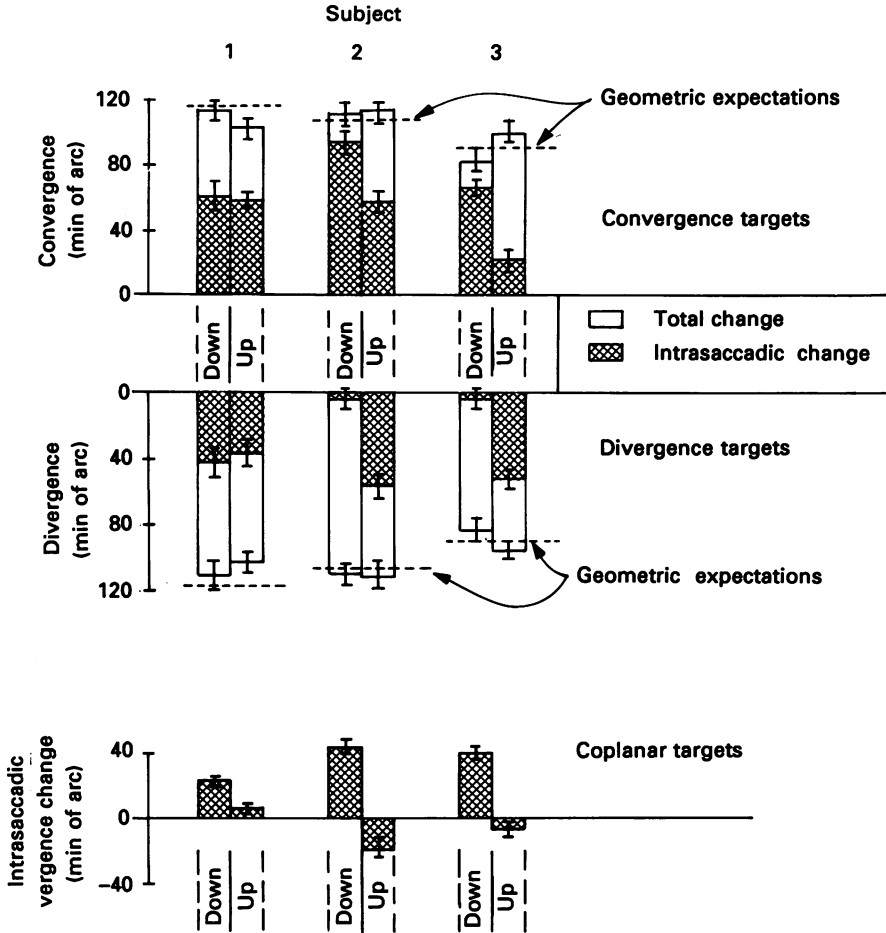 Subject
1 2 3
Geometric expectations
Convergence targets
Convergence
(min of arc)
120
80
40
0
Down Up Down Up Down Up
Total change
Intrasaccadic change
Divergence targets
Divergence
(min of arc)
0
40
80
120
Geometric expectations
Coplanar targets
Intrasaccadic
vergence change
(min of arc)
40
0
−40
Down Up Down Up Down Up